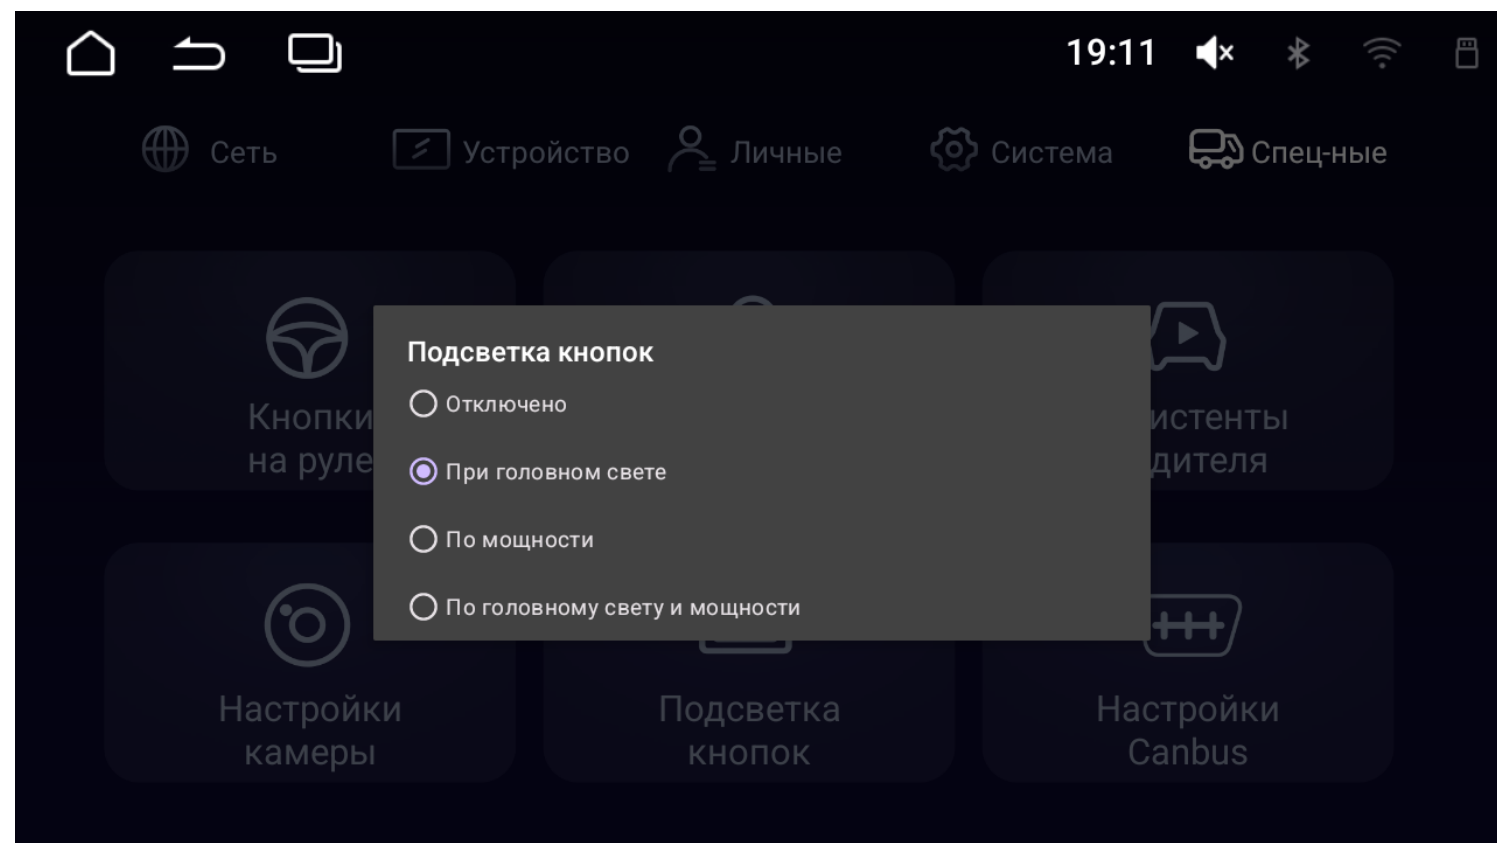 19:11
Сеть
Устройство
Личные
Система
Спец-ные
Подсветка кнопок
Отключено
При головном свете
По мощности
По головному свету и мощности
Кнопки
на руле
истенты
дителя
Настройки
камеры
Подсветка
кнопок
Настройки
Canbus